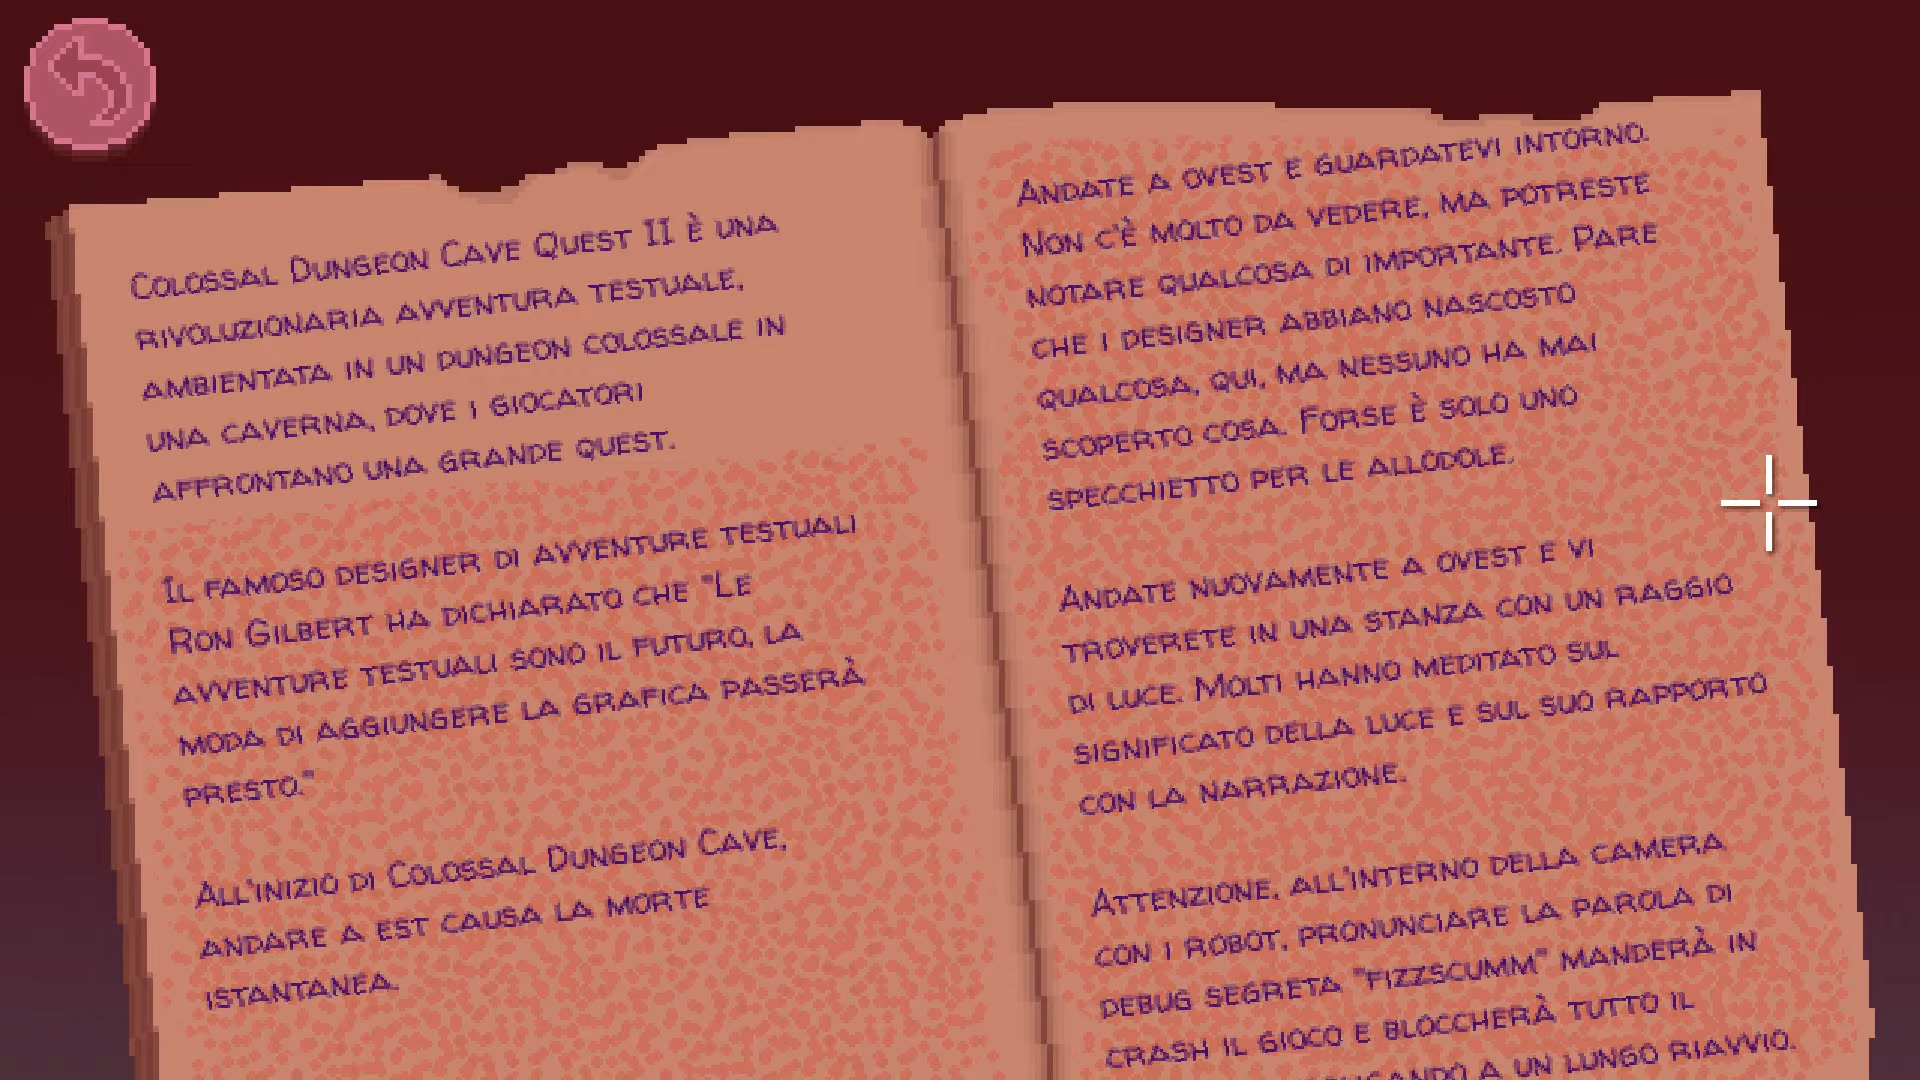 Colossal Dungeon Cave Quest II è una
rivoluzionaria avventura testuale,
ambientata in un dungeon colossale in
una caverna, dove i giocatori
affrontano una grande quest.
Il famoso designer di avventure testuali
Ron Gilbert ha dichiarato che "Le
avventure testuali sono il futuro, la
moda di aggiungere la grafica passerà
presto."
All'inizio di Colossal Dungeon Cave,
andare a est causa la morte
istantanea.
Andate a ovest e guardatevi intorno.
Non c'è molto da vedere, ma potreste
notare qualcosa di importante. Pare
che i designer abbiano nascosto
qualcosa, qui, ma nessuno ha mai
scoperto cosa. Forse è solo uno
specchietto per le allodole.
Andate nuovamente a ovest e vi
troverete in una stanza con un raggio
di luce. Molti hanno meditato sul
significato della luce e sul suo rapporto
con la narrazione.
Attenzione, all'interno della camera
con i robot, pronunciare la parola di
debug segreta "fizzscumm" manderà in
crash il gioco e bloccherà tutto il
a un lungo riavvio.